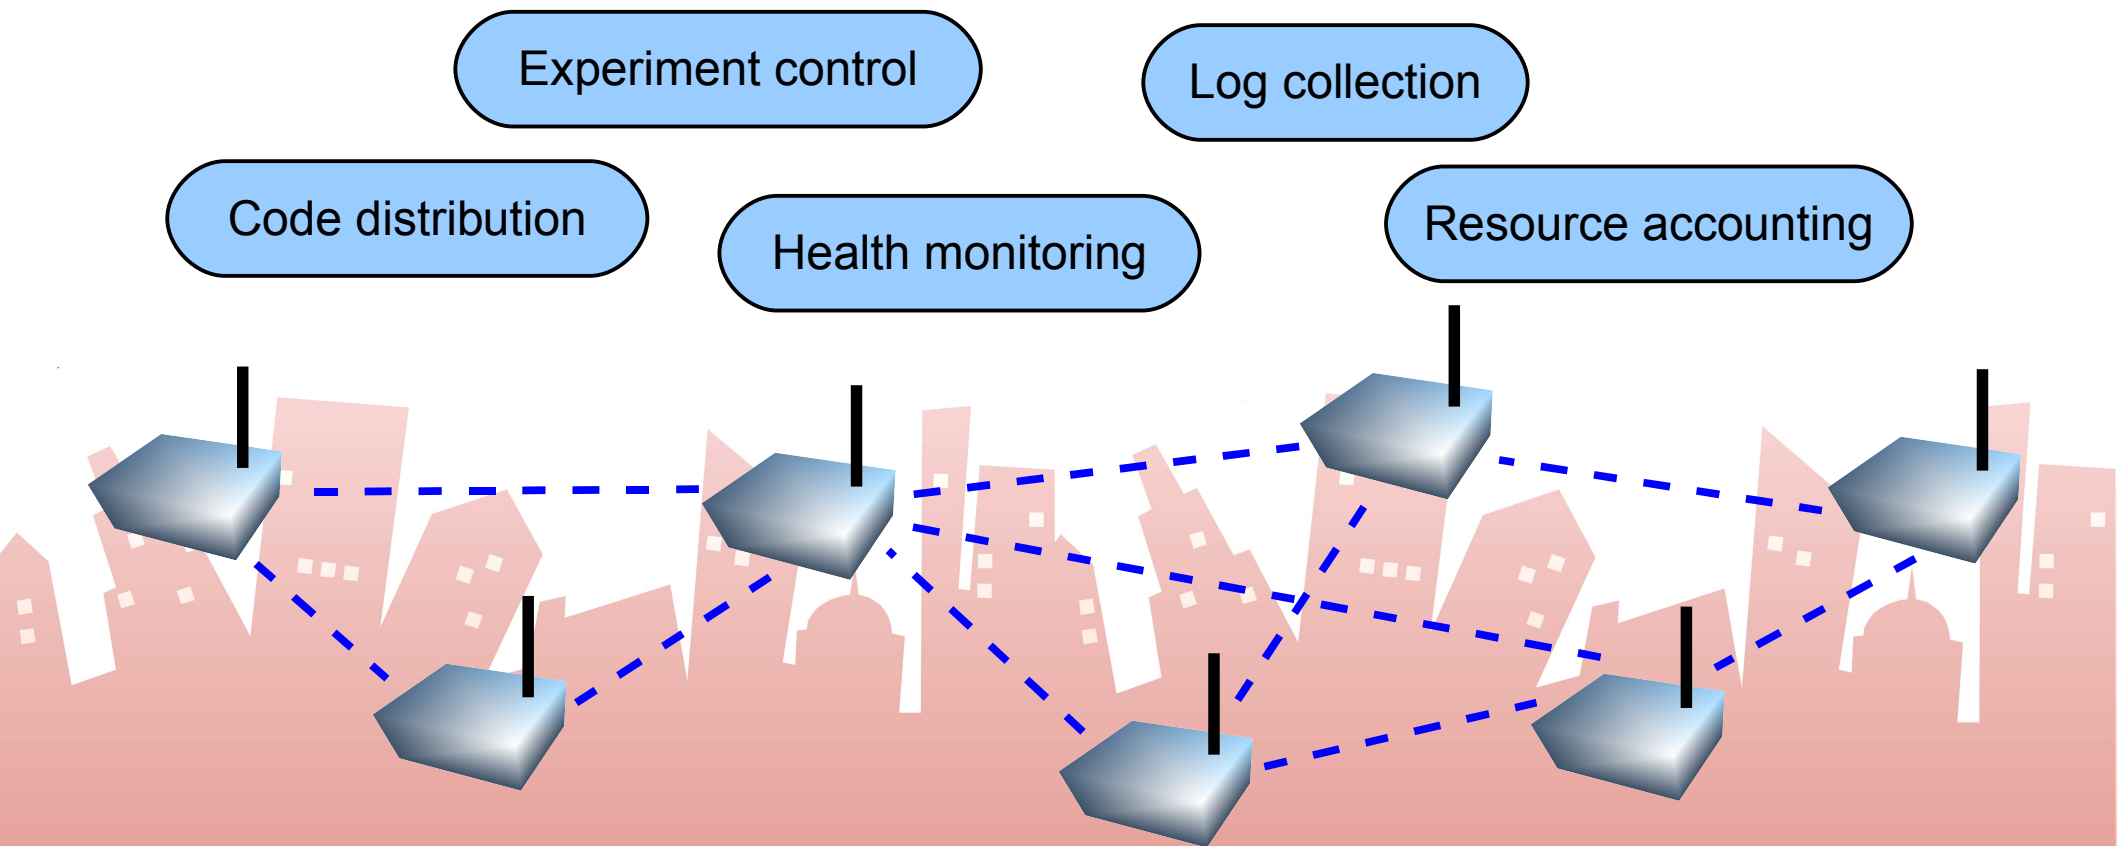 Experiment control
Log collection
Code distribution
Health monitoring
Resource accounting